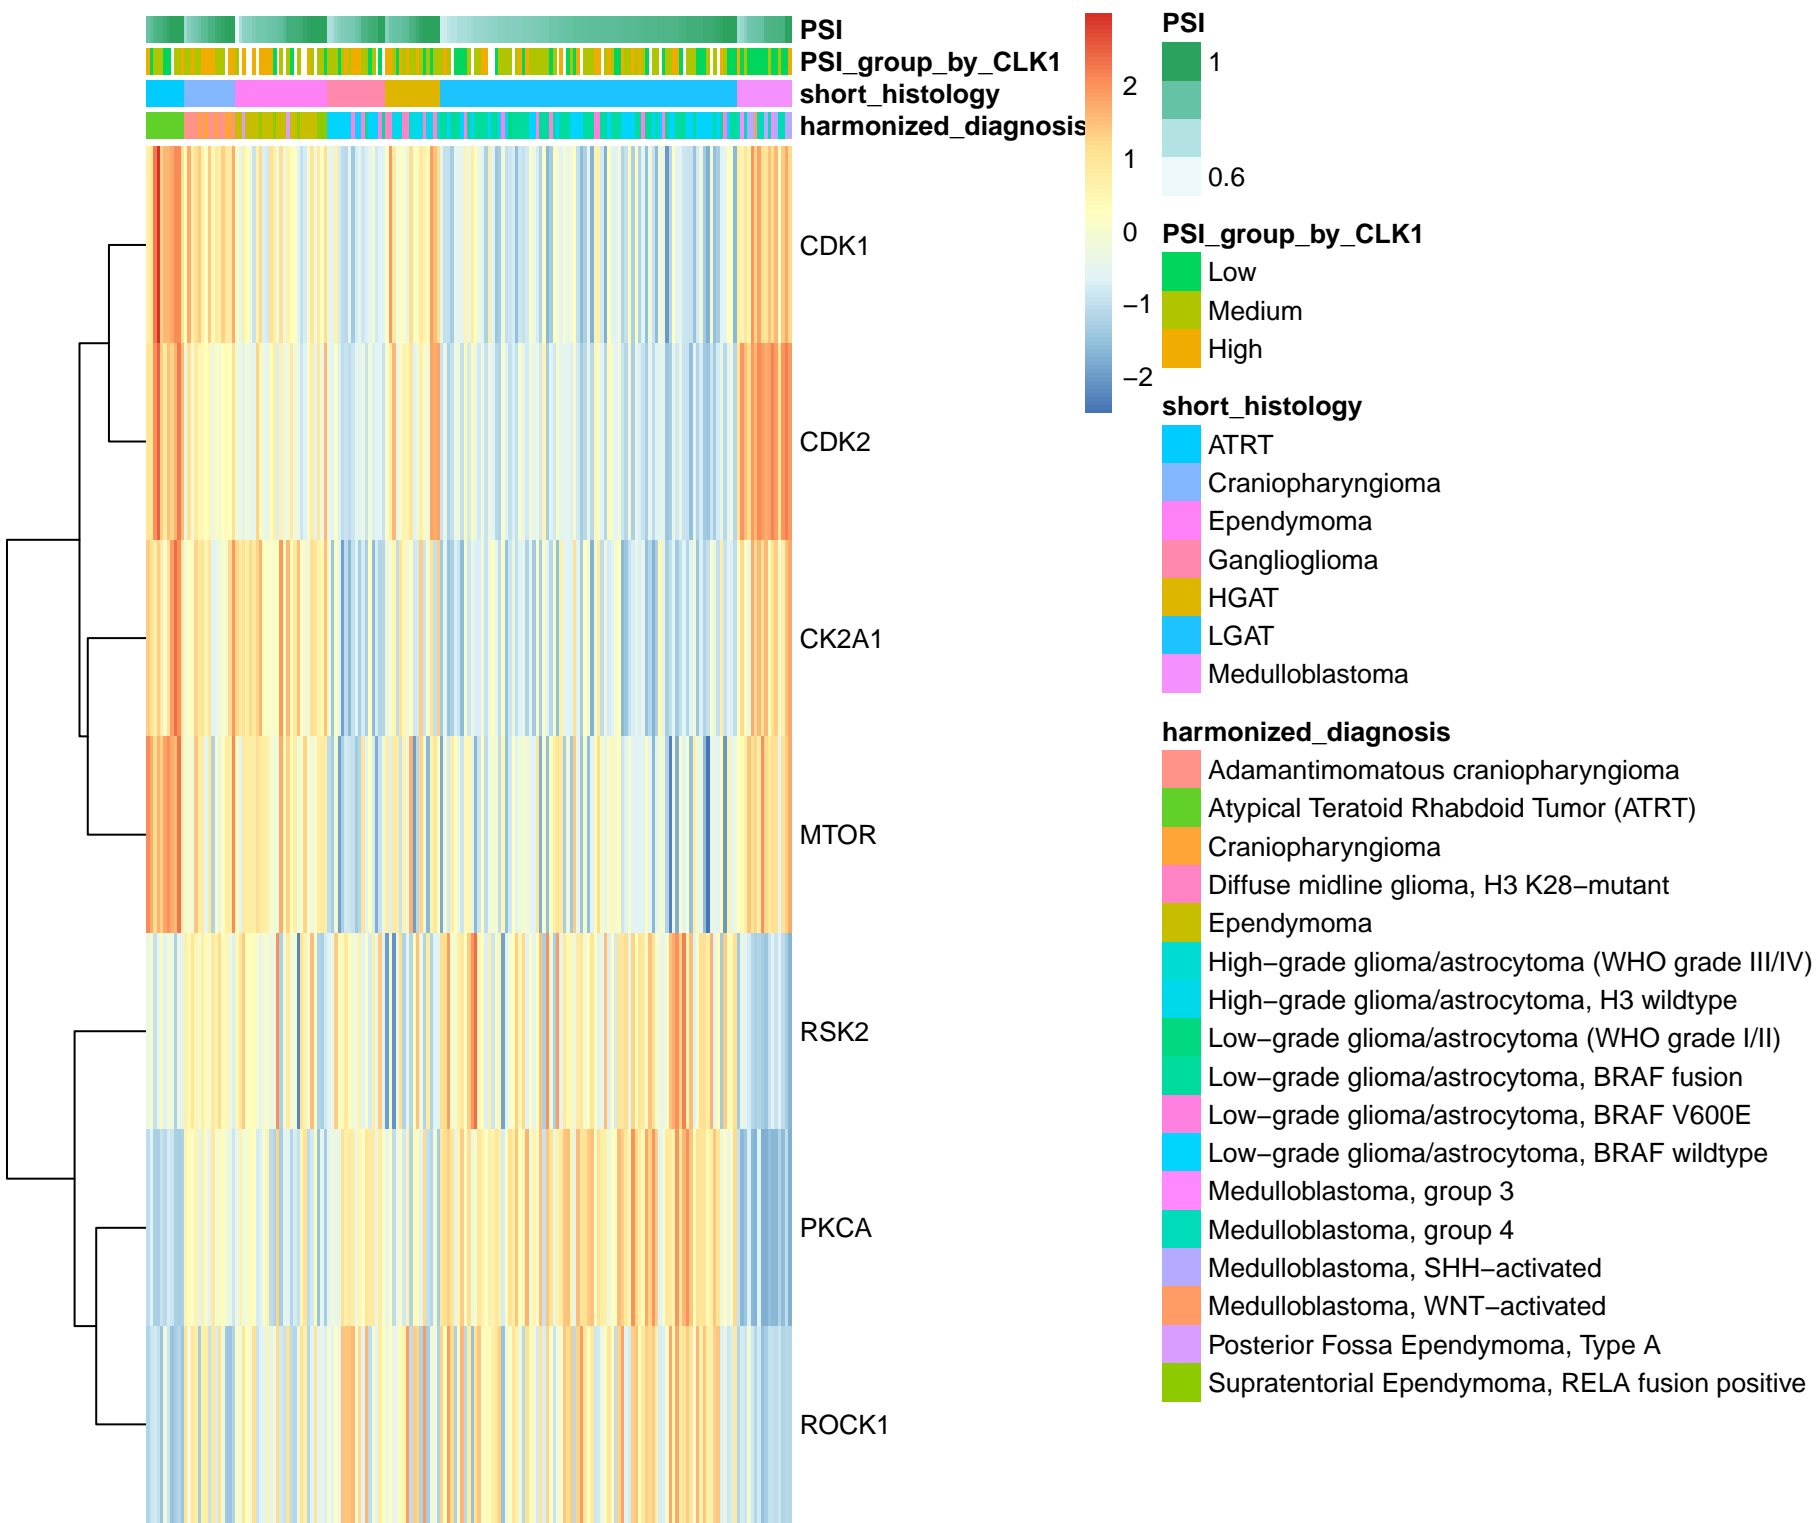 PSI
PSI_group_by_CLK1
short_histology
harmonized_diagnosis
CDK1
CDK2
CK2A1
MTOR
RSK2
PKCA
ROCK1
2
1
0
−1
−2
PSI
1
0.6
PSI_group_by_CLK1
Low
Medium
High
short_histology
ATRT
Craniopharyngioma
Ependymoma
Ganglioglioma
HGAT
LGAT
Medulloblastoma
harmonized_diagnosis
Adamantimomatous craniopharyngioma
Atypical Teratoid Rhabdoid Tumor (ATRT)
Craniopharyngioma
Diffuse midline glioma, H3 K28−mutant
Ependymoma
High−grade glioma/astrocytoma (WHO grade III/IV)
High−grade glioma/astrocytoma, H3 wildtype
Low−grade glioma/astrocytoma (WHO grade I/II)
Low−grade glioma/astrocytoma, BRAF fusion
Low−grade glioma/astrocytoma, BRAF V600E
Low−grade glioma/astrocytoma, BRAF wildtype
Medulloblastoma, group 3
Medulloblastoma, group 4
Medulloblastoma, SHH−activated
Medulloblastoma, WNT−activated
Posterior Fossa Ependymoma, Type A
Supratentorial Ependymoma, RELA fusion positive